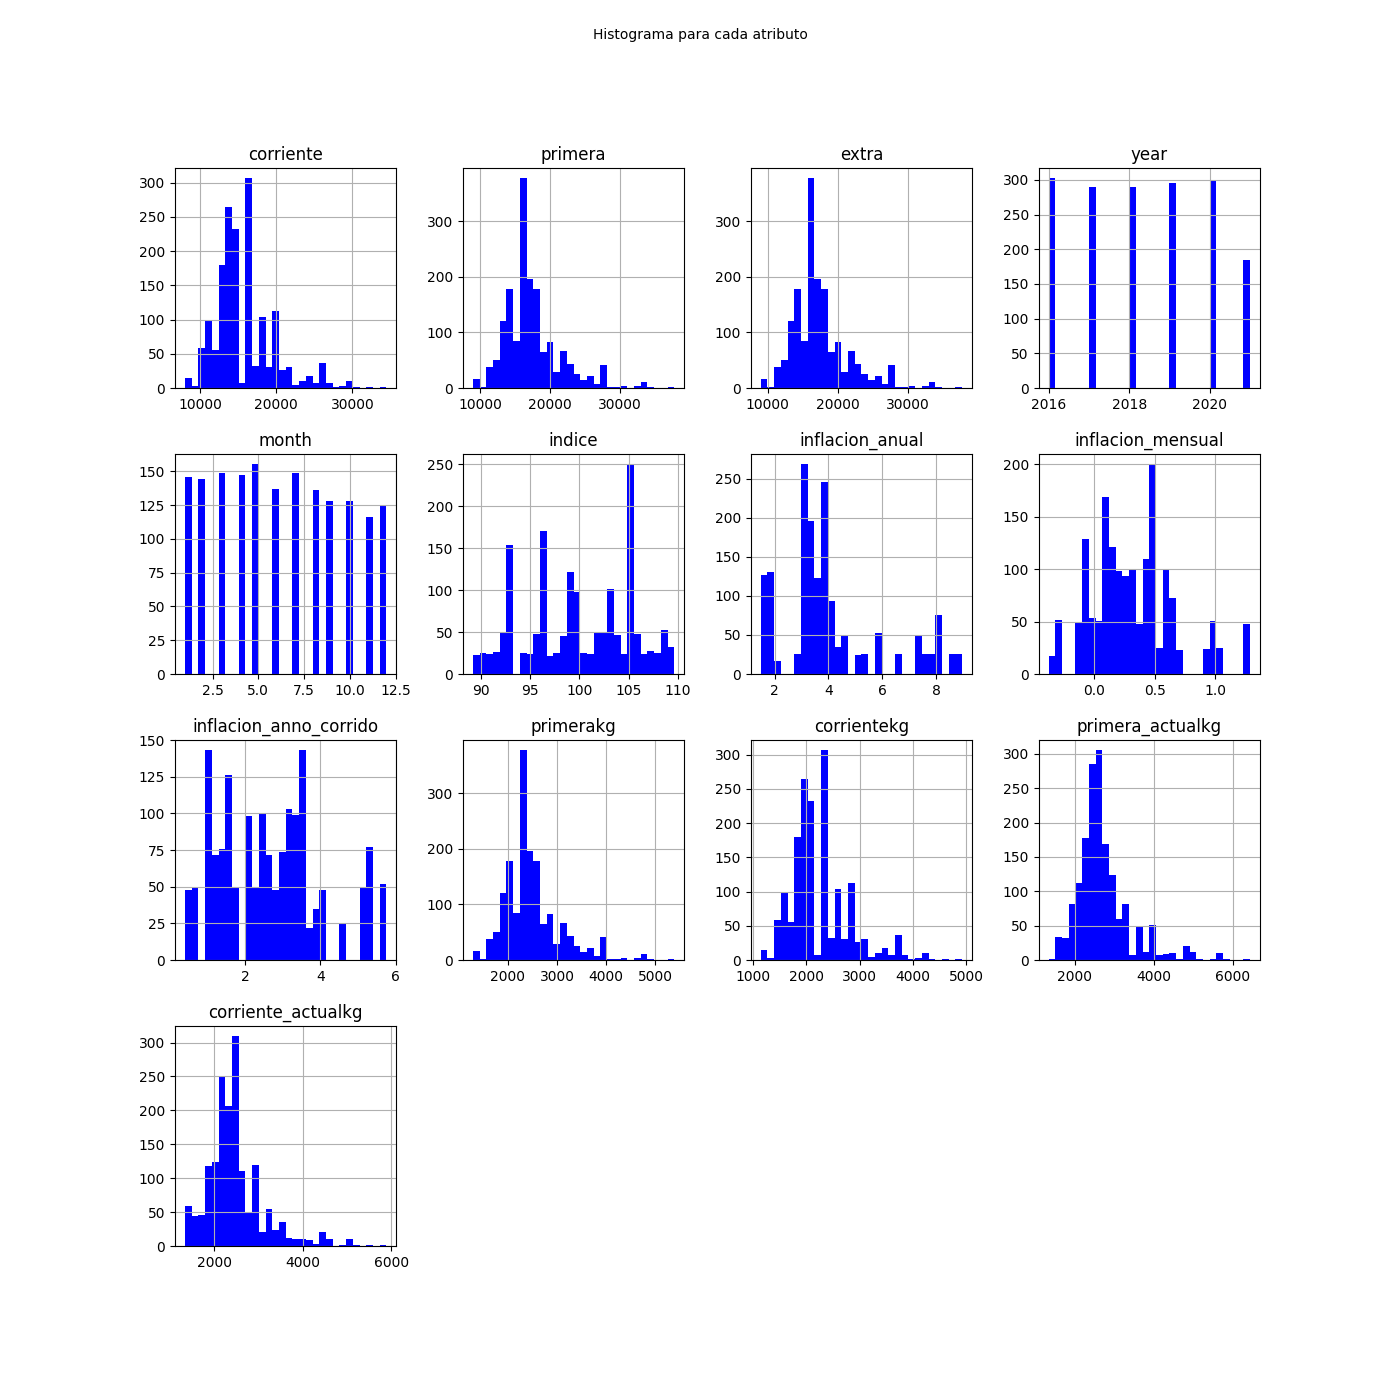 Histograma para cada atributo
corriente
primera
extra
year
300
250
200
150
100
50
0
10000 20000 30000
300
200
100
0
10000 20000 30000
300
200
100
0
10000 20000 30000
300
250
200
150
100
50
0
2016 2018 2020
month
indice
inflacion_anual
inflacion_mensual
150
125
100
75
50
25
0
2.5 5.0 7.5 10.0 12.5
250
200
150
100
50
0
90 95 100 105 110
250
200
150
100
50
0
2 4 6 8
200
150
100
50
0
0.0 0.5 1.0
inflacion_anno_corrido
primerakg
corrientekg
primera_actualkg
150
125
100
75
50
25
0
2 4 6
300
200
100
0
2000 3000 4000 5000
300
250
200
150
100
50
0
1000 2000 3000 4000 5000
300
250
200
150
100
50
0
2000 4000 6000
corriente_actualkg
300
250
200
150
100
50
0
2000 4000 6000